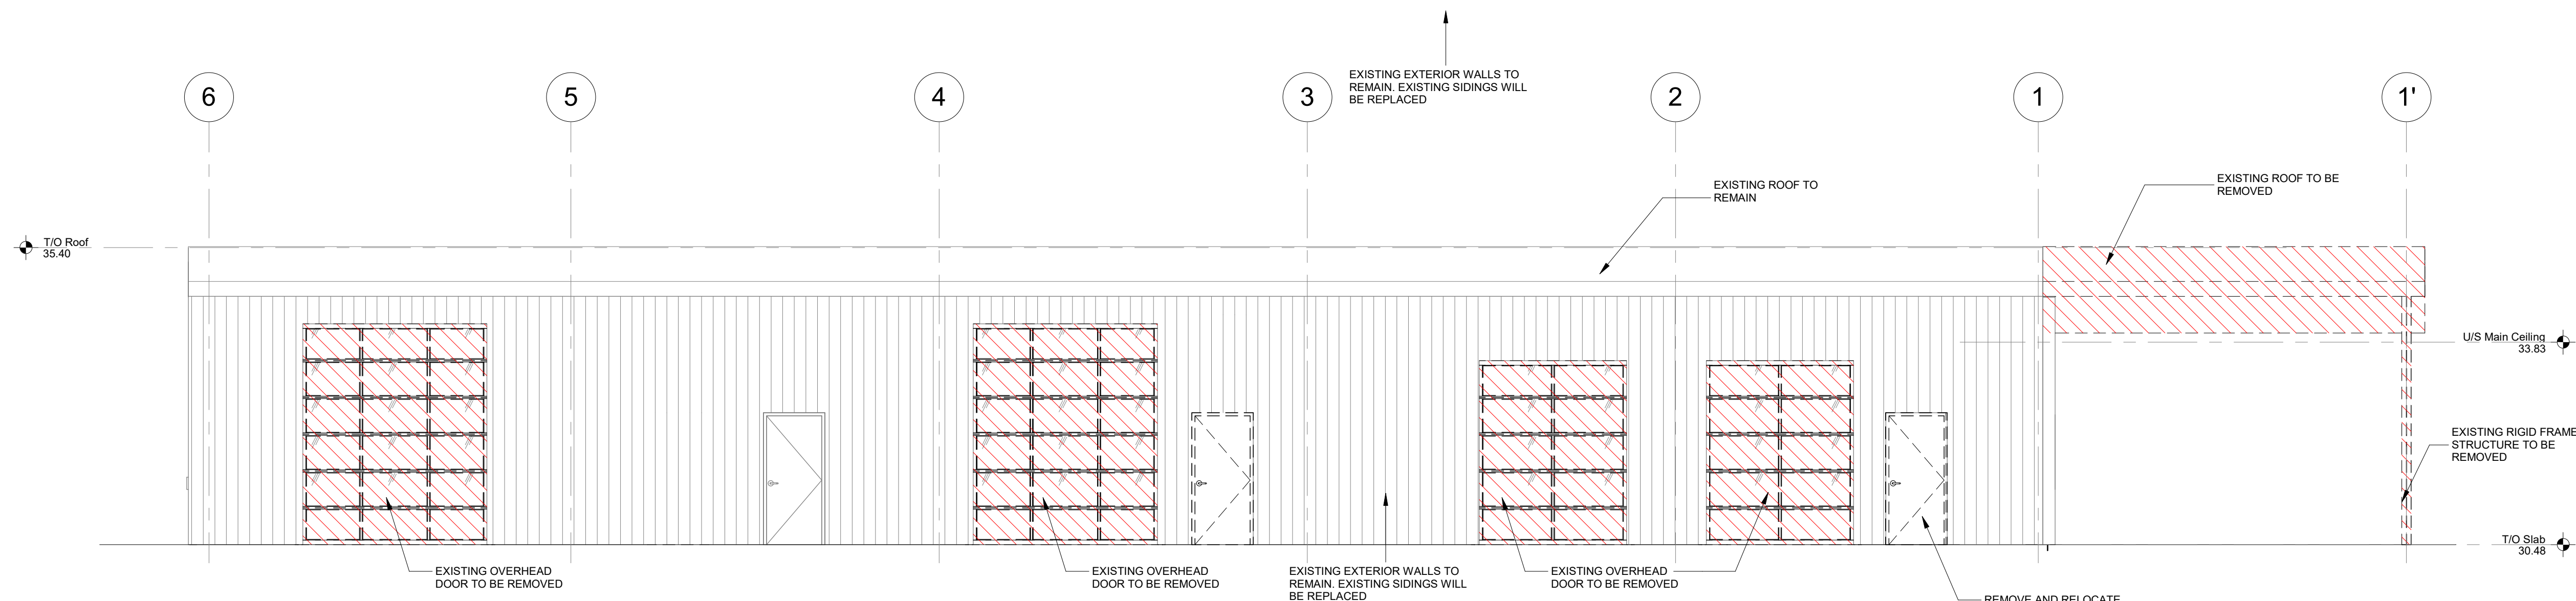 EXISTING EXTERIOR WALLS TO
REMAIN. EXISTING SIDINGS WILL
BE REPLACED
6
5
4
3
2
1
1'
EXISTING ROOF TO
REMAIN
EXISTING ROOF TO BE
REMOVED
T/O Roof
35.40
U/S Main Ceiling
33.83
EXISTING RIGID FRAME
STRUCTURE TO BE
REMOVED
T/O Slab
30.48
EXISTING OVERHEAD
DOOR TO BE REMOVED
EXISTING OVERHEAD
DOOR TO BE REMOVED
EXISTING EXTERIOR WALLS TO
REMAIN. EXISTING SIDINGS WILL
BE REPLACED
EXISTING OVERHEAD
DOOR TO BE REMOVED
REMOVE AND RELOCATE